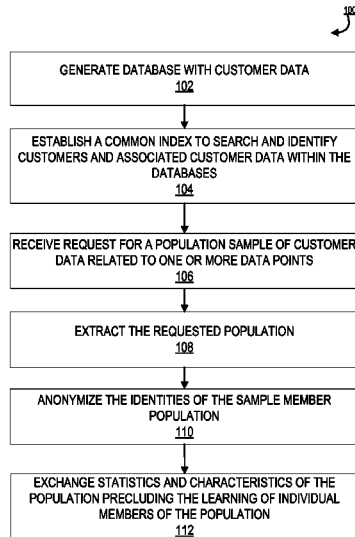 100
GENERATE DATABASE WITH CUSTOMER DATA
102
ESTABLISH A COMMON INDEX TO SEARCH AND IDENTIFY
CUSTOMERS AND ASSOCIATED CUSTOMER DATA WITHIN THE
DATABASES
104
RECEIVE REQUEST FOR A POPULATION SAMPLE OF CUSTOMER
DATA RELATED TO ONE OR MORE DATA POINTS
106
EXTRACT THE REQUESTED POPULATION
108
ANONYMIZE THE IDENTITIES OF THE SAMPLE MEMBER
POPULATION
110
EXCHANGE STATISTICS AND CHARACTERISTICS OF THE
POPULATION PRECLUDING THE LEARNING OF INDIVIDUAL
MEMBERS OF THE POPULATION
112